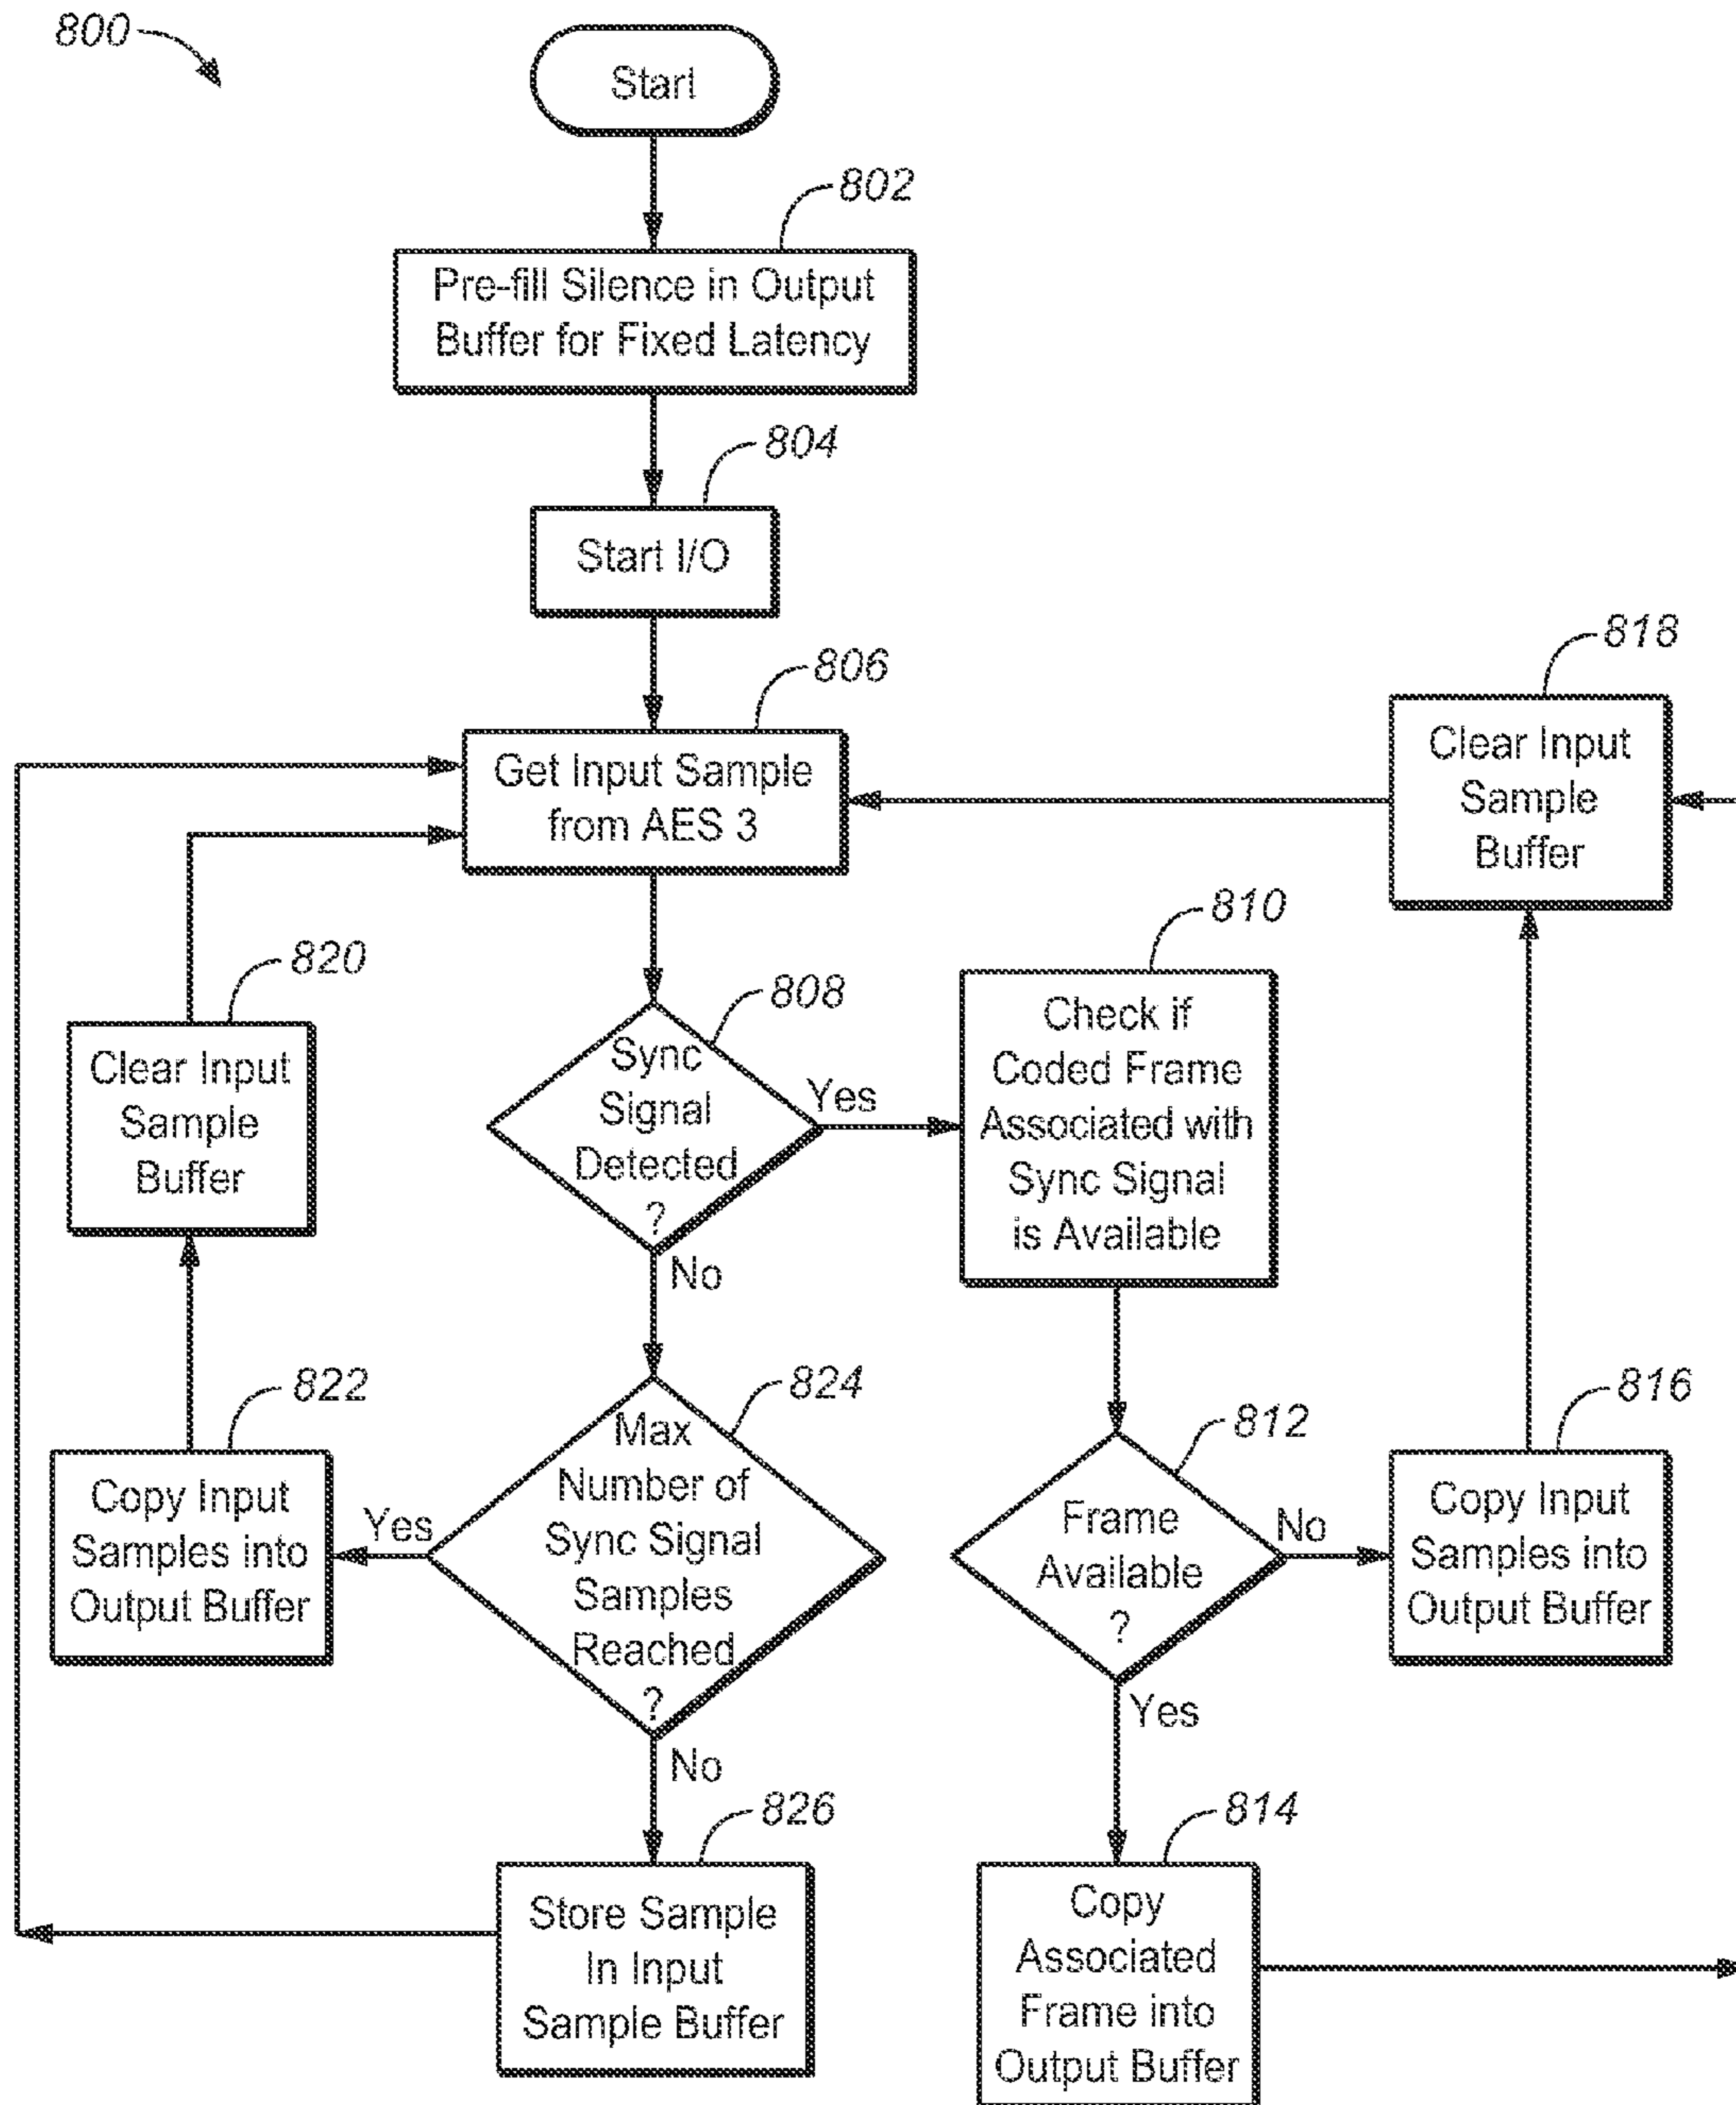 800
Start
802
Pre-fill Silence in Output
Buffer for Fixed Latency
804
Start I/O
806
Get Input Sample
from AES 3
818
Clear Input
Sample
Buffer
808
Sync
Signal
Detected
?
Yes
No
810
Check if
Coded Frame
Associated with
Sync Signal
is Available
820
Clear Input
Sample
Buffer
822
Copy Input
Samples into
Output Buffer
824
Max
Number of
Sync Signal
Samples
Reached
?
Yes
No
812
Frame
Available
?
No
Yes
816
Copy Input
Samples into
Output Buffer
826
Store Sample
In Input
Sample Buffer
814
Copy
Associated
Frame into
Output Buffer